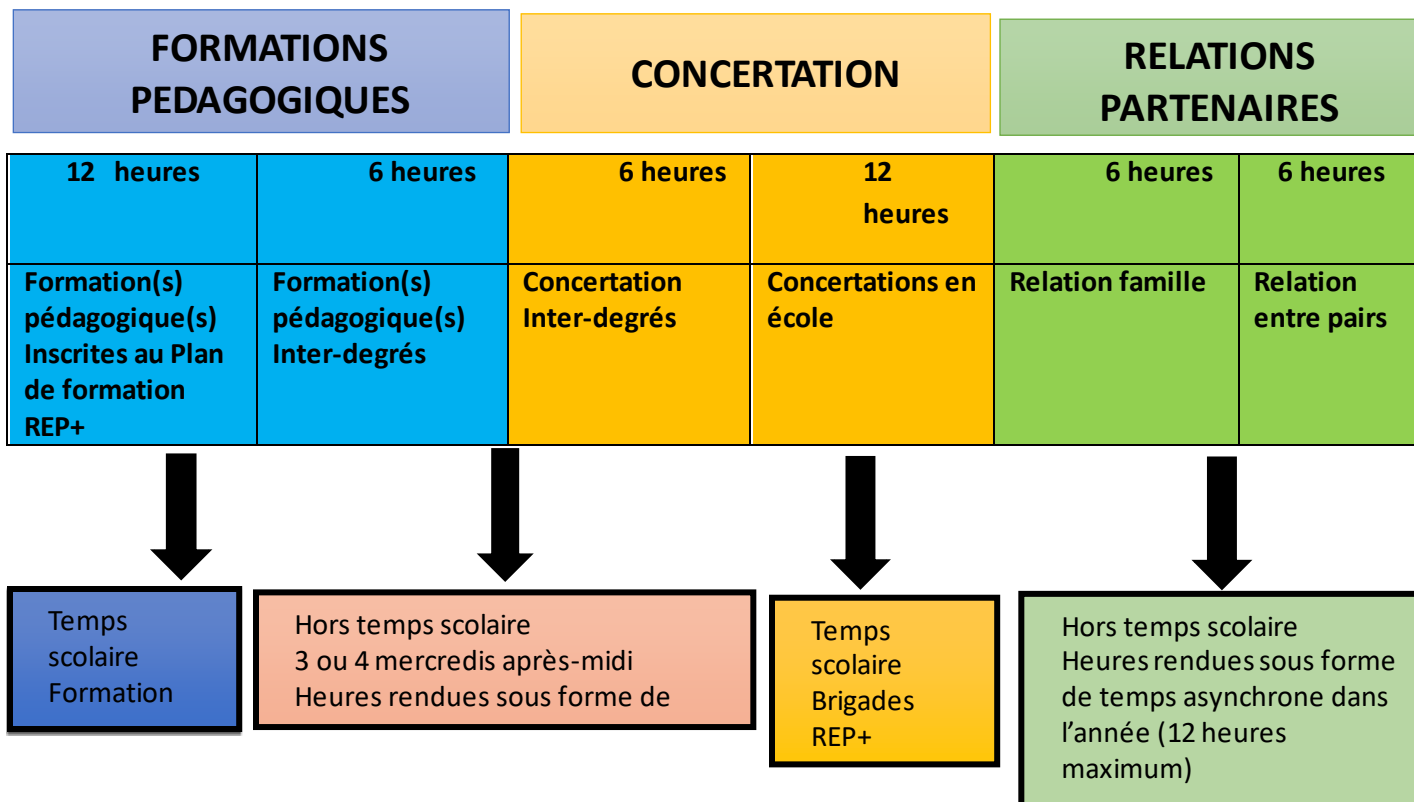 FORMATIONS
PEDAGOGIQUES
CONCERTATION
RELATIONS
PARTENAIRES
12 heures
6 heures
6 heures
12
heures
6 heures
6 heures
Formation(s)
pédagogique(s)
Inscrites au Plan
de formation
REP+
Formation(s)
pédagogique(s)
Inter-degrés
Concertation
Inter-degrés
Concertations en
école
Relation famille
Relation
entre pairs
Temps
scolaire
Formation
Hors temps scolaire
3 ou 4 mercredis après-midi
Heures rendues sous forme de
Temps
scolaire
Brigades
REP+
Hors temps scolaire
Heures rendues sous forme
de temps asynchrone dans
l’année (12 heures
maximum)